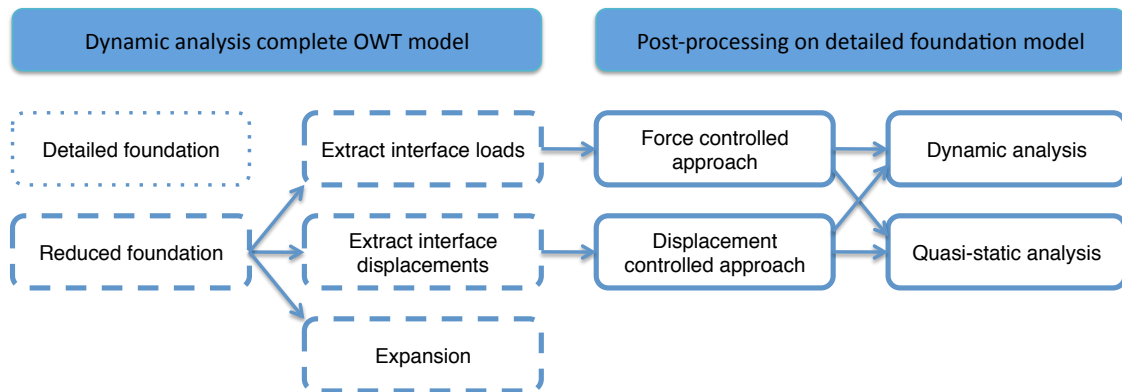 Dynamic analysis complete OWT model
Post-processing on detailed foundation model
Detailed foundation
Extract interface loads
Force controlled
approach
Dynamic analysis
Reduced foundation
Extract interface
displacements
Displacement
controlled approach
Quasi-static analysis
Expansion